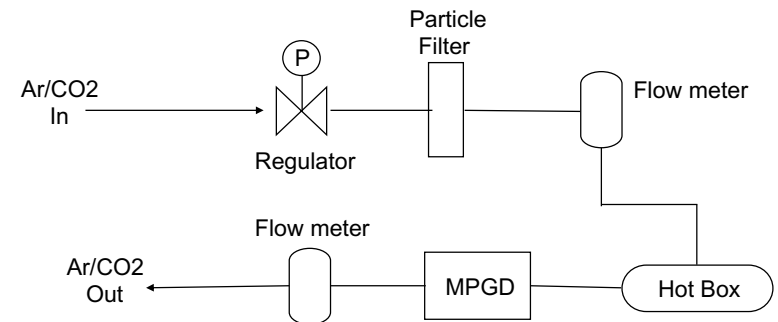 Particle
Filter
P
Ar/CO2
In
Flow meter
Regulator
Flow meter
Ar/CO2
Out
MPGD
Hot Box